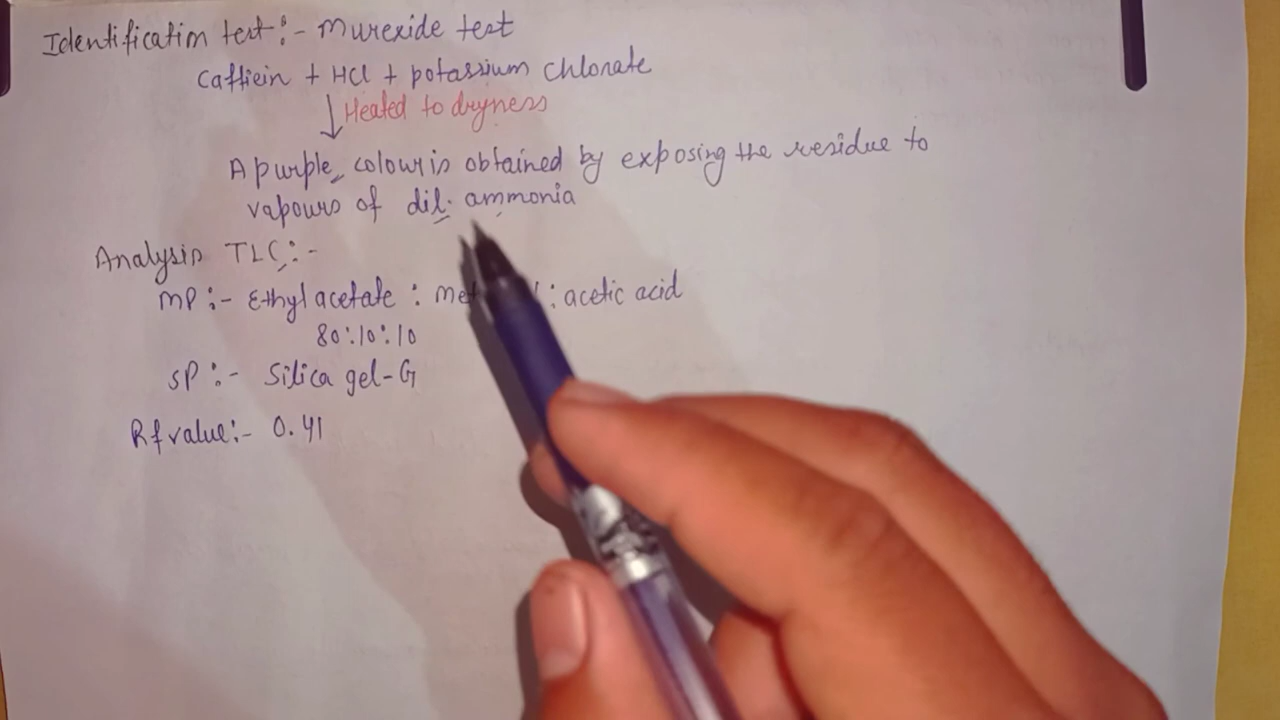 Identification test:- Murexide test
Caffiein + HCl + potassium chlorate
Heated to dryness
A purple colour is obtained by exposing the residue to
vapours of dil. ammonia
Analysis TLC:-
MP:- Ethyl acetate : : acetic acid
80:10:10
SP:- Silica gel-G
Rf value:- 0.41